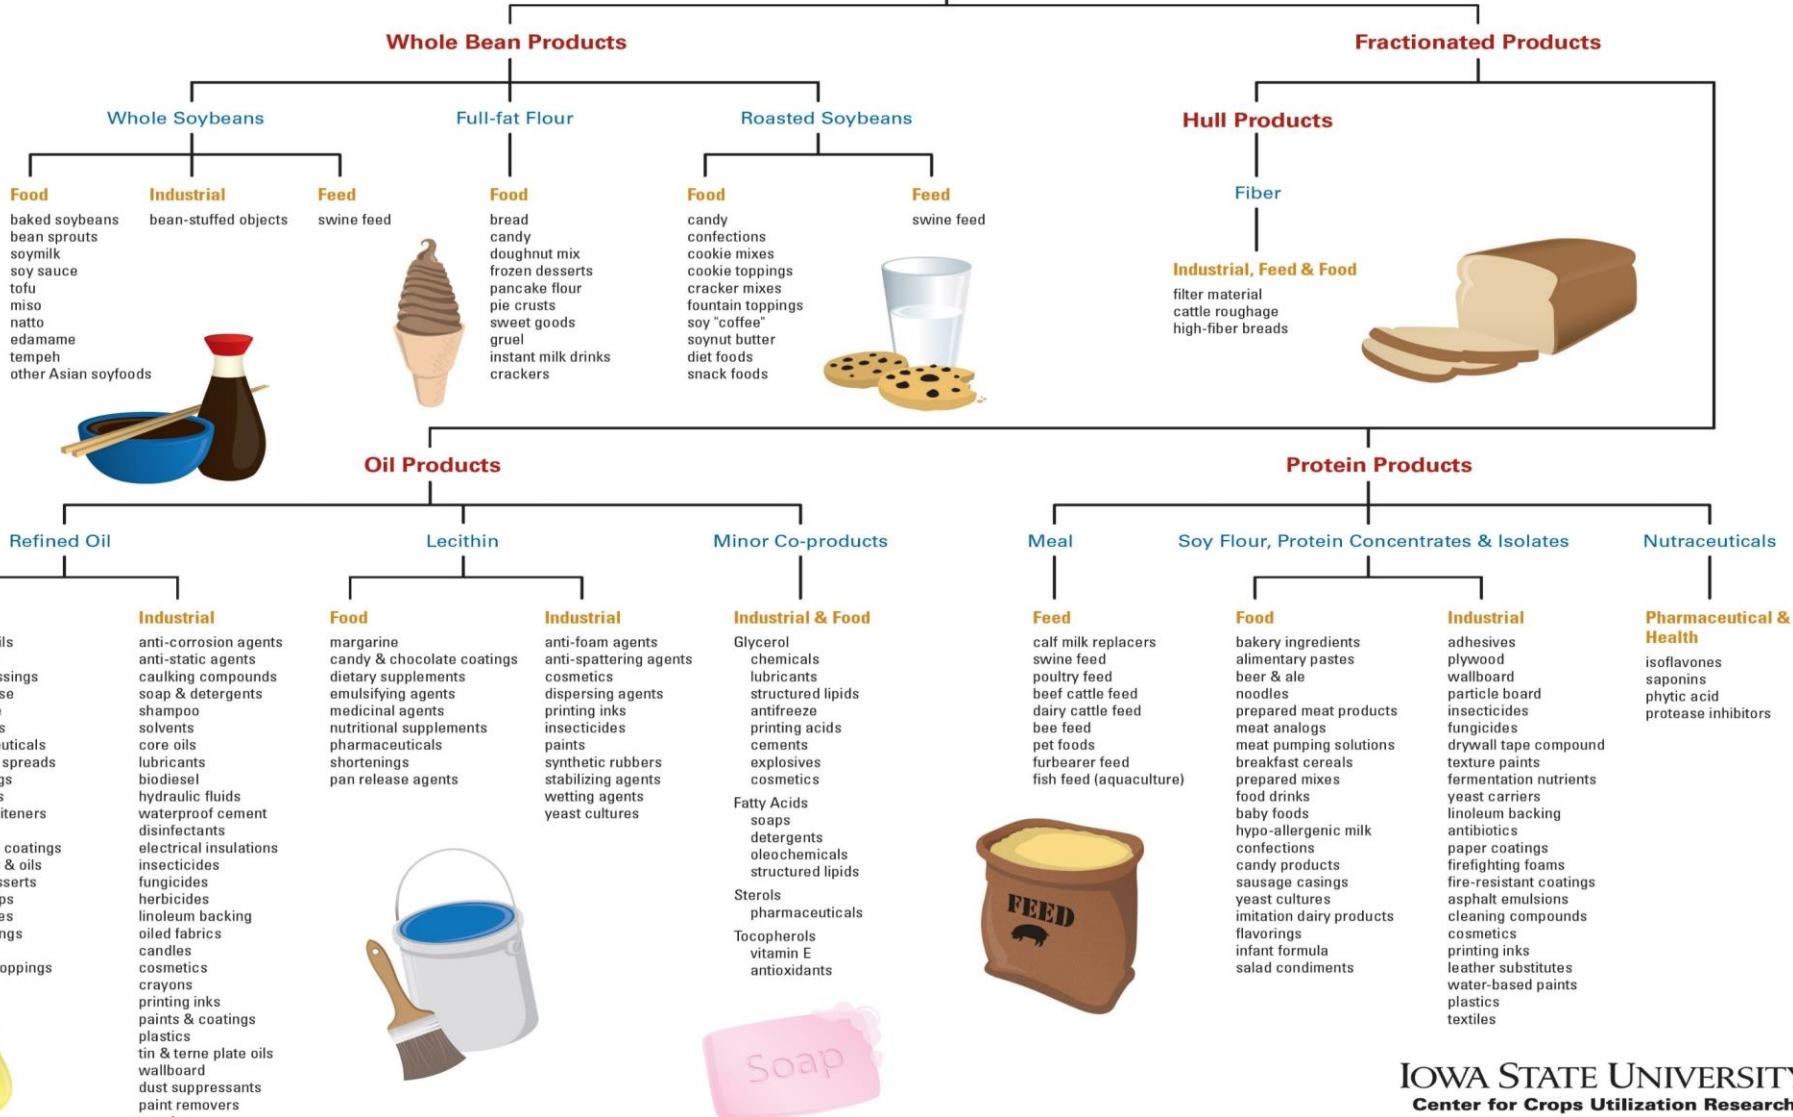 Whole Bean Products
Fractionated Products
Whole Soybeans
Full-fat Flour
Roasted Soybeans
Hull Products
Fiber
Food
baked soybeans
bean sprouts
soymilk
soy sauce
tofu
miso
natto
edamame
tempeh
other Asian soyfoods
Industrial
bean-stuffed objects
Feed
swine feed
Food
bread
candy
doughnut mix
frozen desserts
pancake flour
pie crusts
sweet goods
gruel
instant milk drinks
crackers
Food
candy
confections
cookie mixes
cookie toppings
cracker mixes
fountain toppings
soy "coffee"
soynut butter
diet foods
snack foods
Feed
swine feed
Industrial, Feed & Food
filter material
cattle roughage
high-fiber breads
Oil Products
Protein Products
Refined Oil
Lecithin
Minor Co-products
Meal
Soy Flour, Protein Concentrates & Isolates
Nutraceuticals
spreads
coatings
& oils
Industrial
anti-corrosion agents
anti-static agents
caulking compounds
soap & detergents
shampoo
solvents
core oils
lubricants
biodiesel
hydraulic fluids
waterproof cement
disinfectants
electrical insulations
insecticides
fungicides
herbicides
linoleum backing
oiled fabrics
candles
cosmetics
crayons
printing inks
paints & coatings
plastics
tin & terne plate oils
wallboard
dust suppressants
paint removers
Food
margarine
candy & chocolate coatings
dietary supplements
emulsifying agents
medicinal agents
nutritional supplements
pharmaceuticals
shortenings
pan release agents
Industrial
anti-foam agents
anti-spattering agents
cosmetics
dispersing agents
printing inks
insecticides
paints
synthetic rubbers
stabilizing agents
wetting agents
yeast cultures
Industrial & Food
Glycerol
chemicals
lubricants
structured lipids
antifreeze
printing acids
cements
explosives
cosmetics
Fatty Acids
soaps
detergents
oleochemicals
structured lipids
Sterols
pharmaceuticals
Tocopherols
vitamin E
antioxidants
Soap
Feed
calf milk replacers
swine feed
poultry feed
beef cattle feed
dairy cattle feed
bee feed
pet foods
furbearer feed
fish feed (aquaculture)
FEED
Food
bakery ingredients
alimentary pastes
beer & ale
noodles
prepared meat products
meat analogs
meat pumping solutions
breakfast cereals
prepared mixes
food drinks
baby foods
hypo-allergenic milk
confections
candy products
sausage casings
yeast cultures
imitation dairy products
flavorings
infant formula
salad condiments
Industrial
adhesives
plywood
wallboard
particle board
insecticides
fungicides
drywall tape compound
texture paints
fermentation nutrients
yeast carriers
linoleum backing
antibiotics
paper coatings
firefighting foams
fire-resistant coatings
asphalt emulsions
cleaning compounds
cosmetics
printing inks
leather substitutes
water-based paints
plastics
textiles
Pharmaceutical &
Health
isoflavones
saponins
phytic acid
protease inhibitors
IOWA STATE UNIVERSITY
Center for Crops Utilization Research